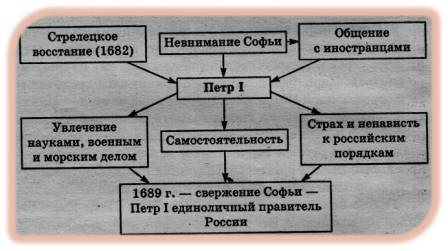 Стрелецкое
восстание (1682)
Невнимание Софьи
Общение
с иностранцами
Петр I
Увлечение
науками, военным
и морским делом
Самостоятельность
Страх и ненависть
к российским
порядкам
1689 г. — свержение Софьи —
Петр I единоличный правитель
России